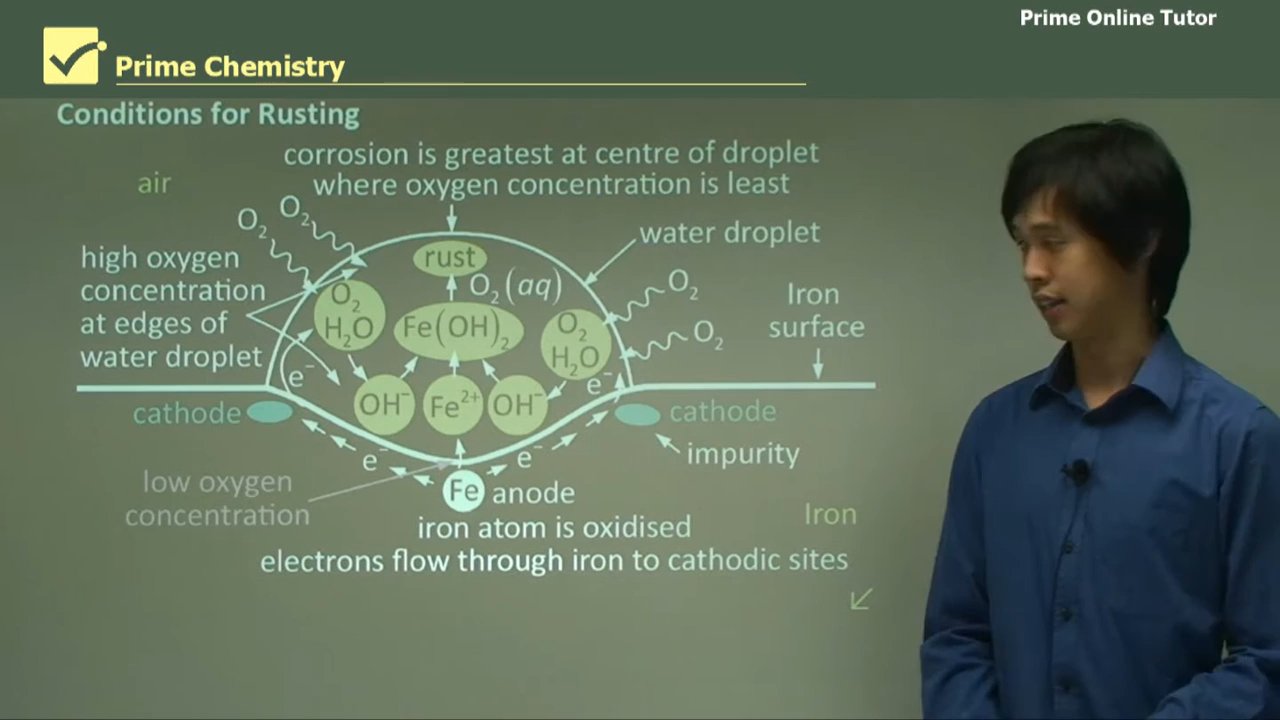 Prime Online Tutor
Prime Chemistry
Conditions for Rusting
corrosion is greatest at centre of droplet
where oxygen concentration is least
air
O₂
O₂
water droplet
high oxygen
concentration
at edges of
water droplet
rust
O₂(aq)
O₂
H₂O
Fe(OH)₂
O₂
H₂O
O₂
O₂
Iron
surface
e⁻
e⁻
OH⁻
Fe²⁺
OH⁻
cathode
cathode
impurity
e⁻
e⁻
low oxygen
concentration
Fe
anode
iron atom is oxidised
Iron
electrons flow through iron to cathodic sites